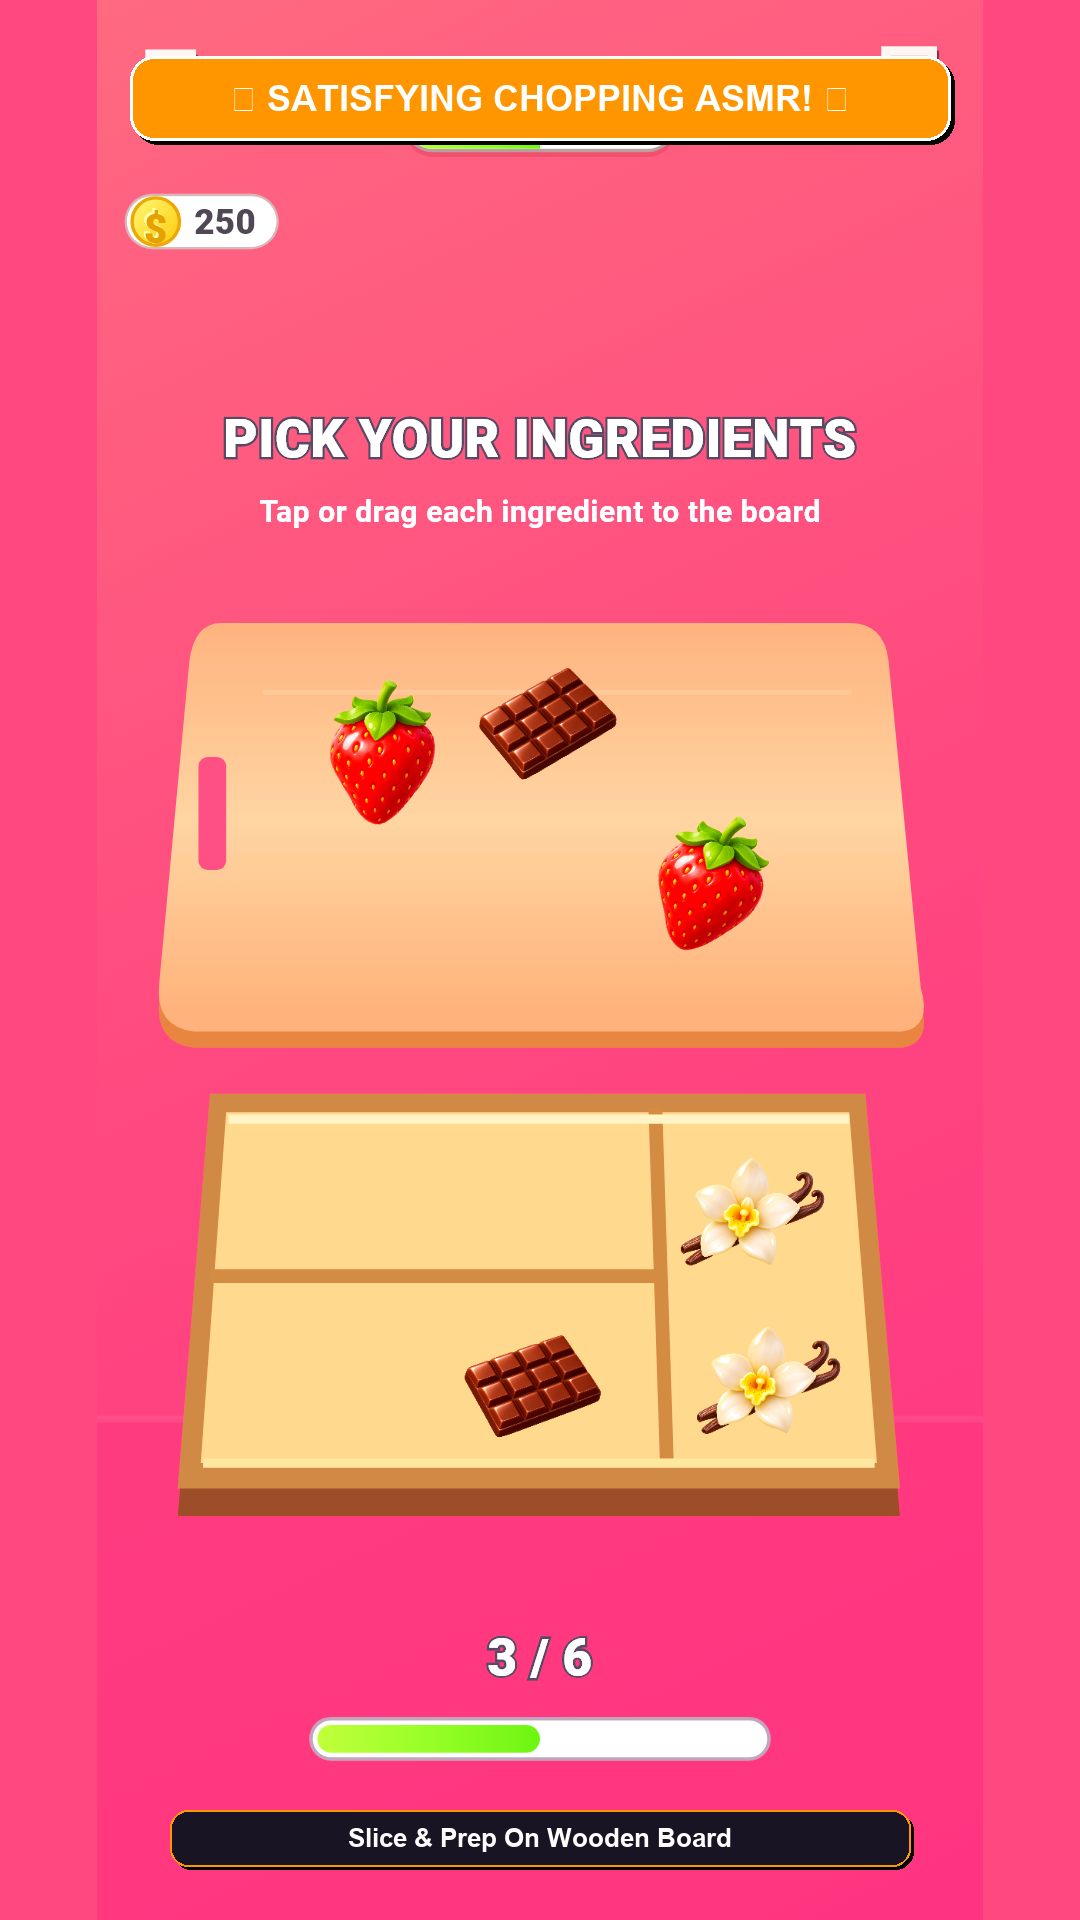 SATISFYING CHOPPING ASMR!
250
PICK YOUR INGREDIENTS
Tap or drag each ingredient to the board
3 / 6
Slice & Prep On Wooden Board